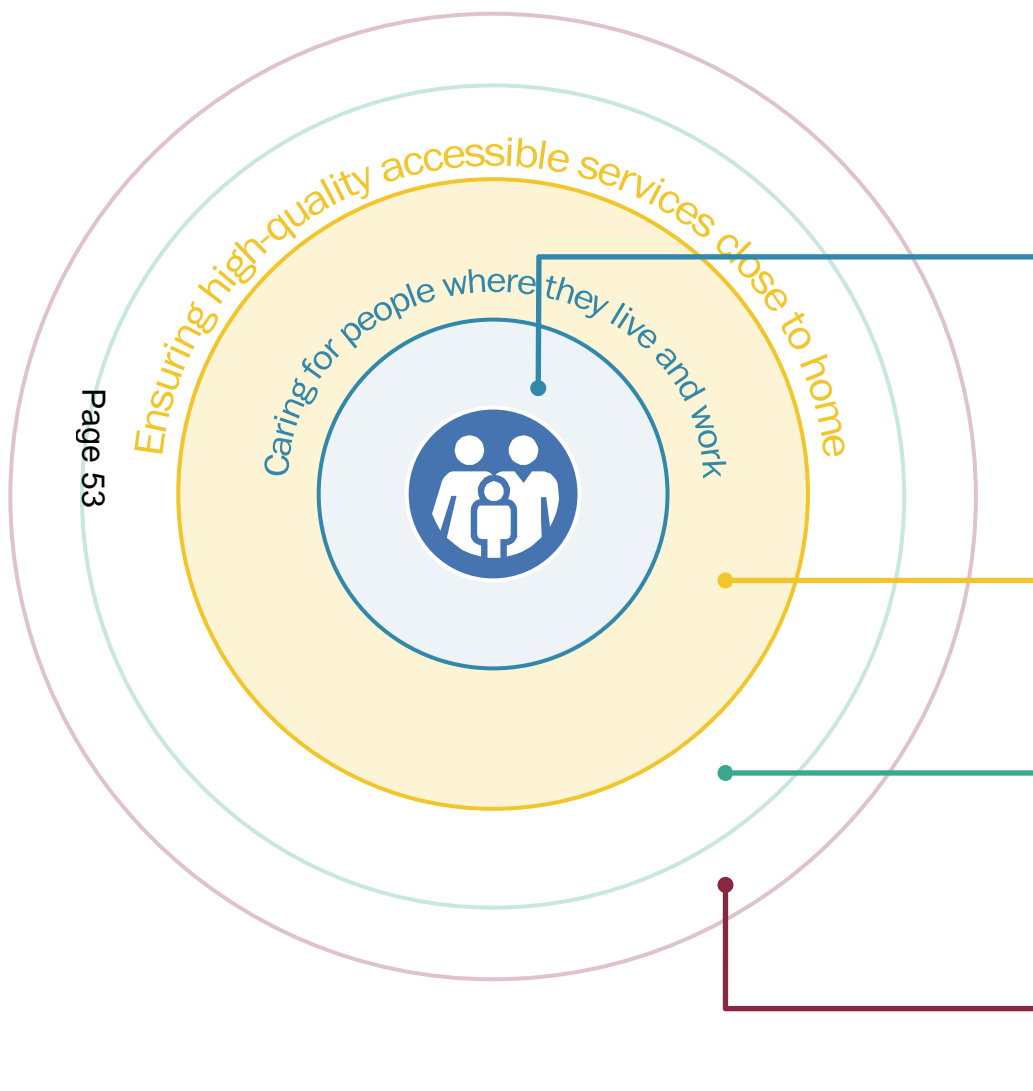 Ensuring high-quality accessible services close to home
Caring for people where they live and work
Page 53